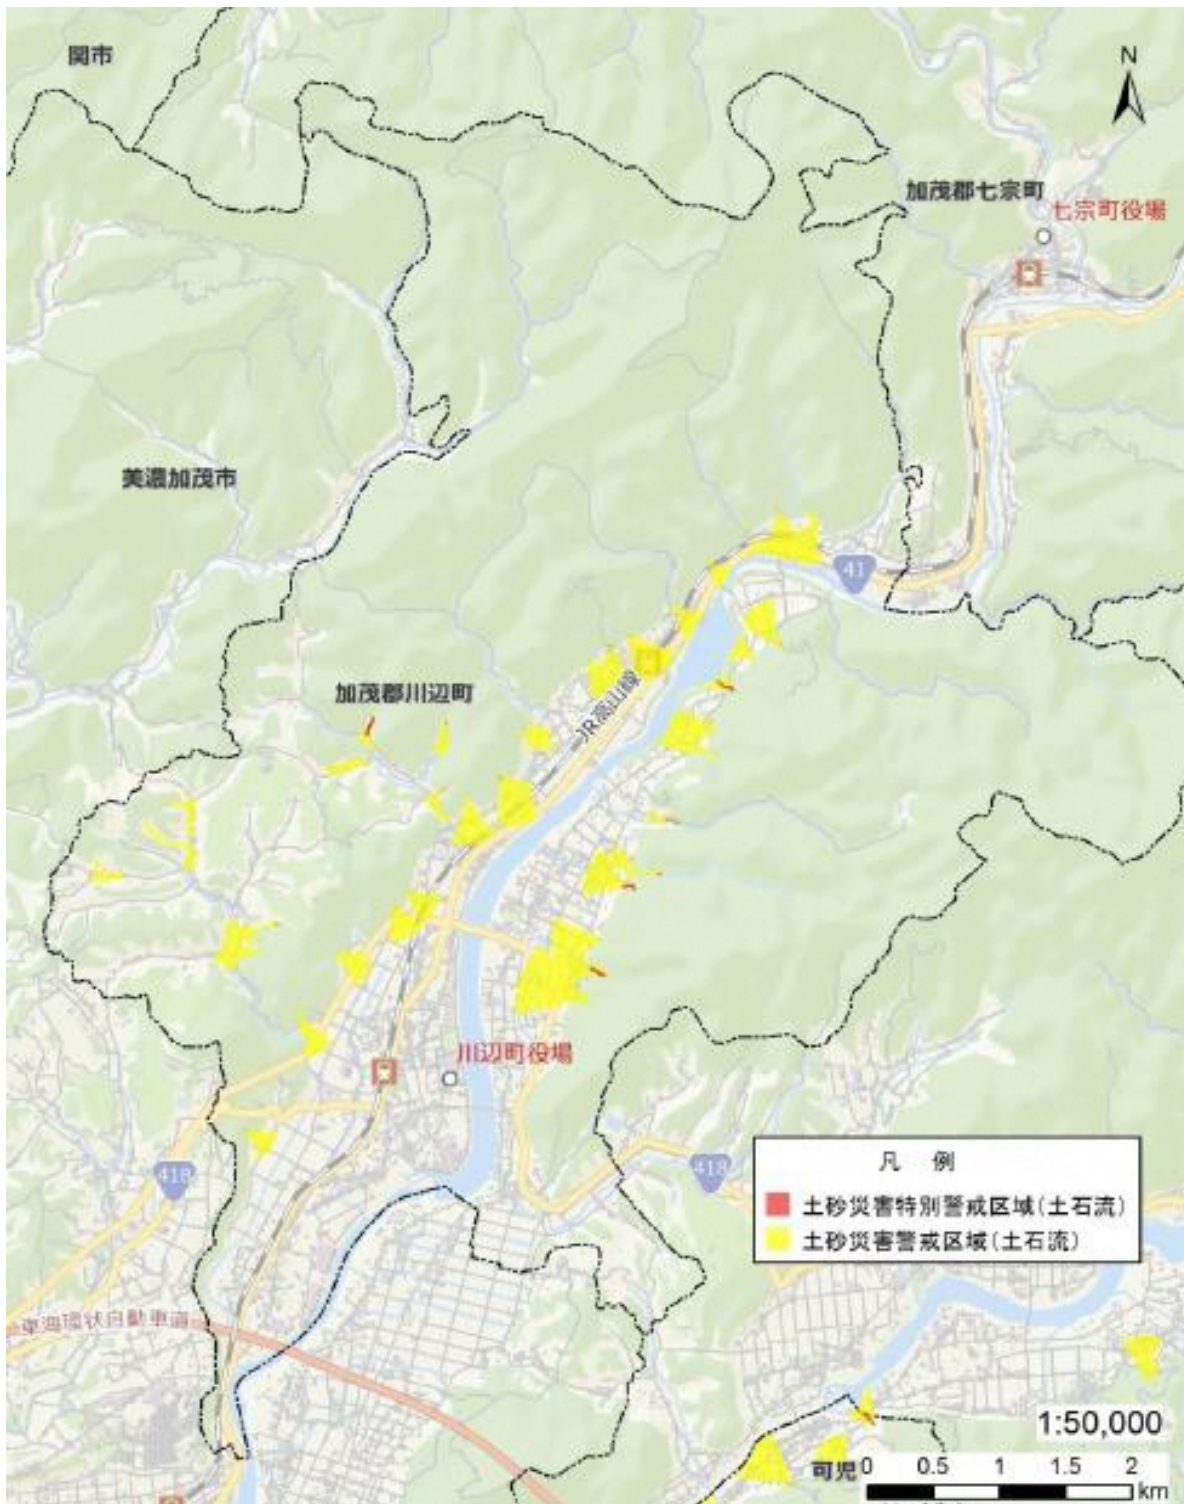 関市
N
加茂郡七宗町
七宗町役場
美濃加茂市
41
加茂郡川辺町
JR高山線
川辺町役場
418
418
凡 例
土砂災害特別警戒区域(土石流)
土砂災害警戒区域(土石流)
東海環状自動車道
1:50,000
可児
0 0.5 1 1.5 2
km